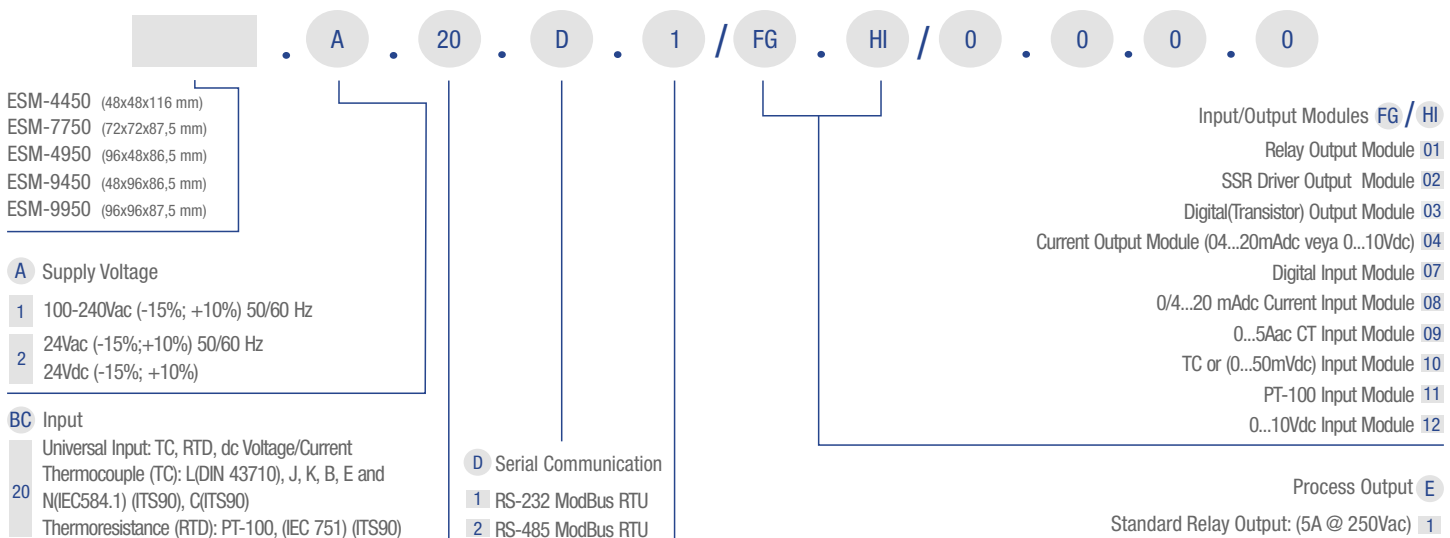 . A . 20 . D . 1 / FG . HI / 0 . 0 . 0 . 0
ESM-4450 (48x48x116 mm)
ESM-7750 (72x72x87,5 mm)
ESM-4950 (96x48x86,5 mm)
ESM-9450 (48x96x86,5 mm)
ESM-9950 (96x96x87,5 mm)
A Supply Voltage
1 100-240Vac (-15%; +10%) 50/60 Hz
2 24Vac (-15%;+10%) 50/60 Hz
24Vdc (-15%; +10%)
BC Input
Universal Input: TC, RTD, dc Voltage/Current
Thermocouple (TC): L(DIN 43710), J, K, B, E and
20 N(IEC584.1) (ITS90), C(ITS90)
Thermoresistance (RTD): PT-100, (IEC 751) (ITS90)
D Serial Communication
1 RS-232 ModBus RTU
2 RS-485 ModBus RTU
Input/Output Modules FG / HI
Relay Output Module 01
SSR Driver Output Module 02
Digital(Transistor) Output Module 03
Current Output Module (04...20mAdc veya 0...10Vdc) 04
Digital Input Module 07
0/4...20 mAdc Current Input Module 08
0...5Aac CT Input Module 09
TC or (0...50mVdc) Input Module 10
PT-100 Input Module 11
0...10Vdc Input Module 12
Process Output E
Standard Relay Output: (5A @ 250Vac) 1